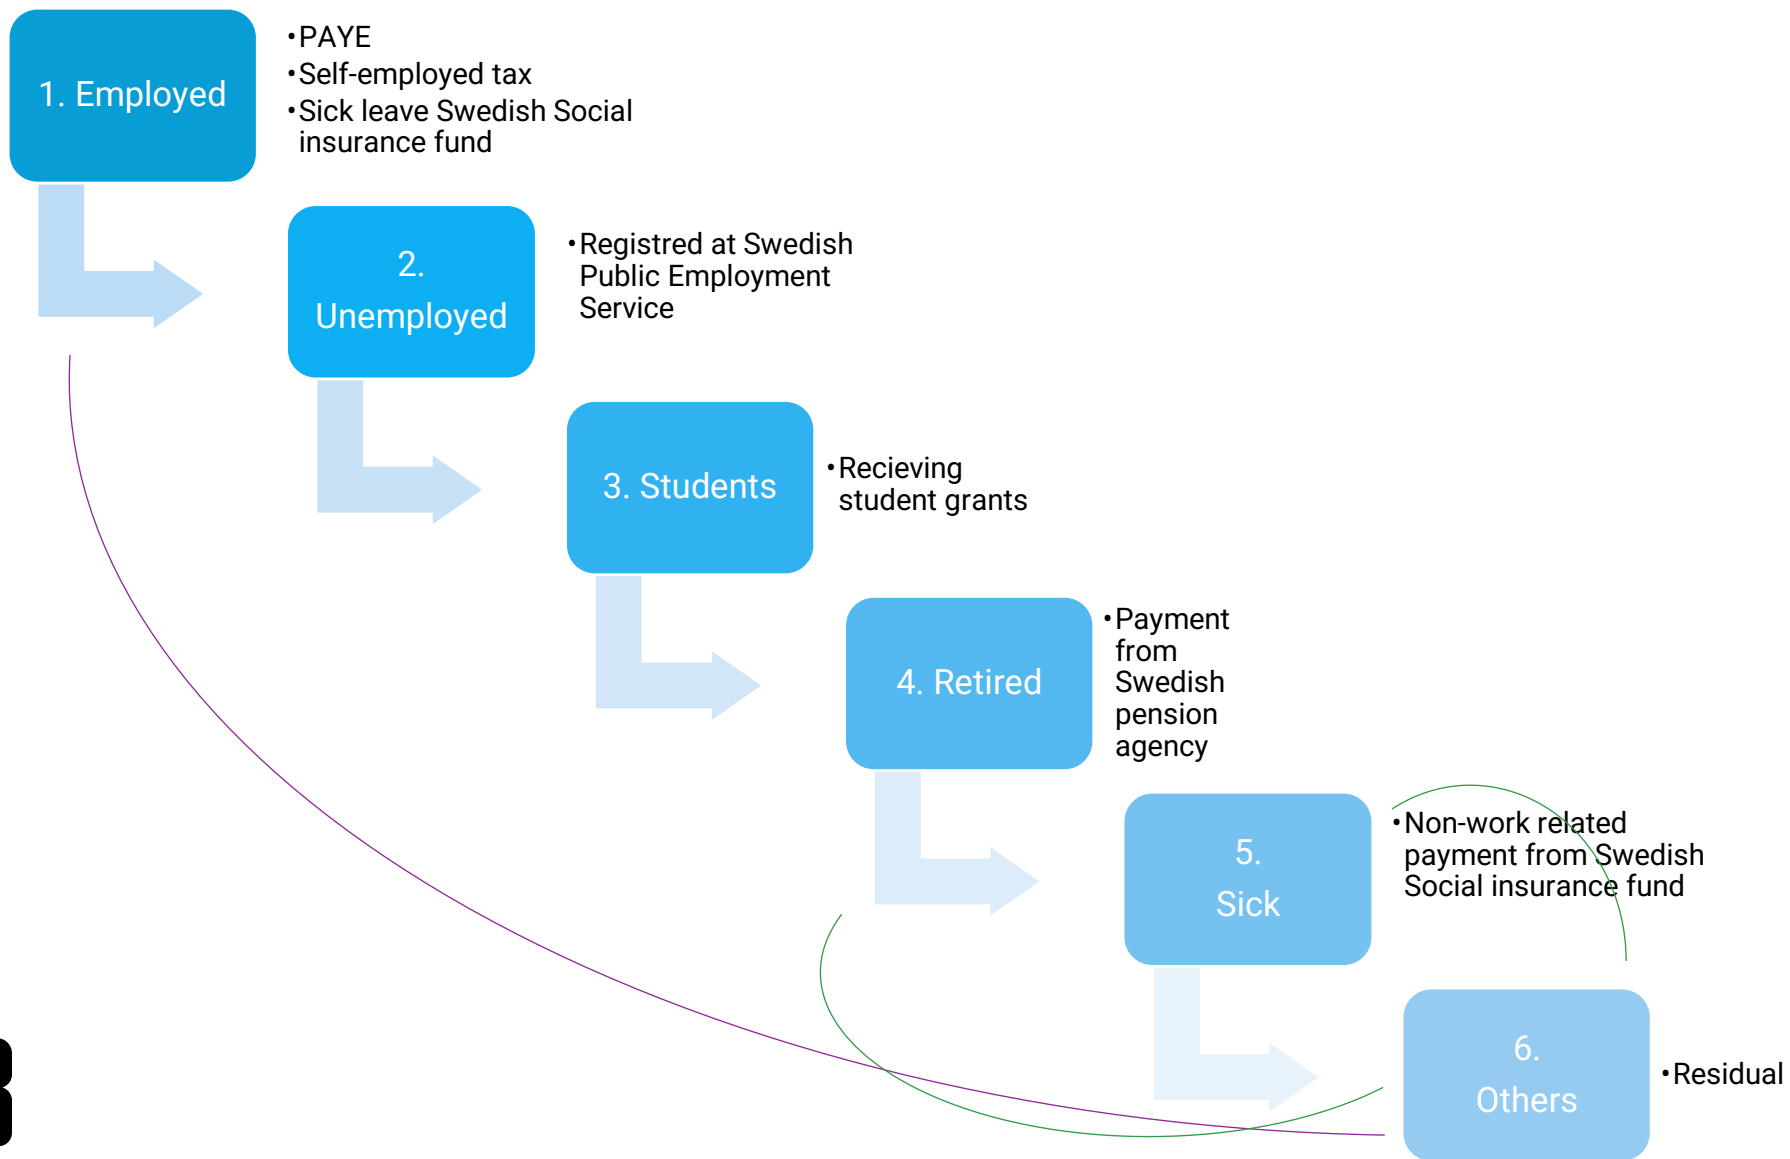 1. Employed
•PAYE
•Self-employed tax
•Sick leave Swedish Social
insurance fund
2.
Unemployed
•Registred at Swedish
Public Employment
Service
3. Students
•Recieving
student grants
4. Retired
•Payment
from
Swedish
pension
agency
5.
Sick
•Non-work related
payment from Swedish
Social insurance fund
6.
Others
•Residual